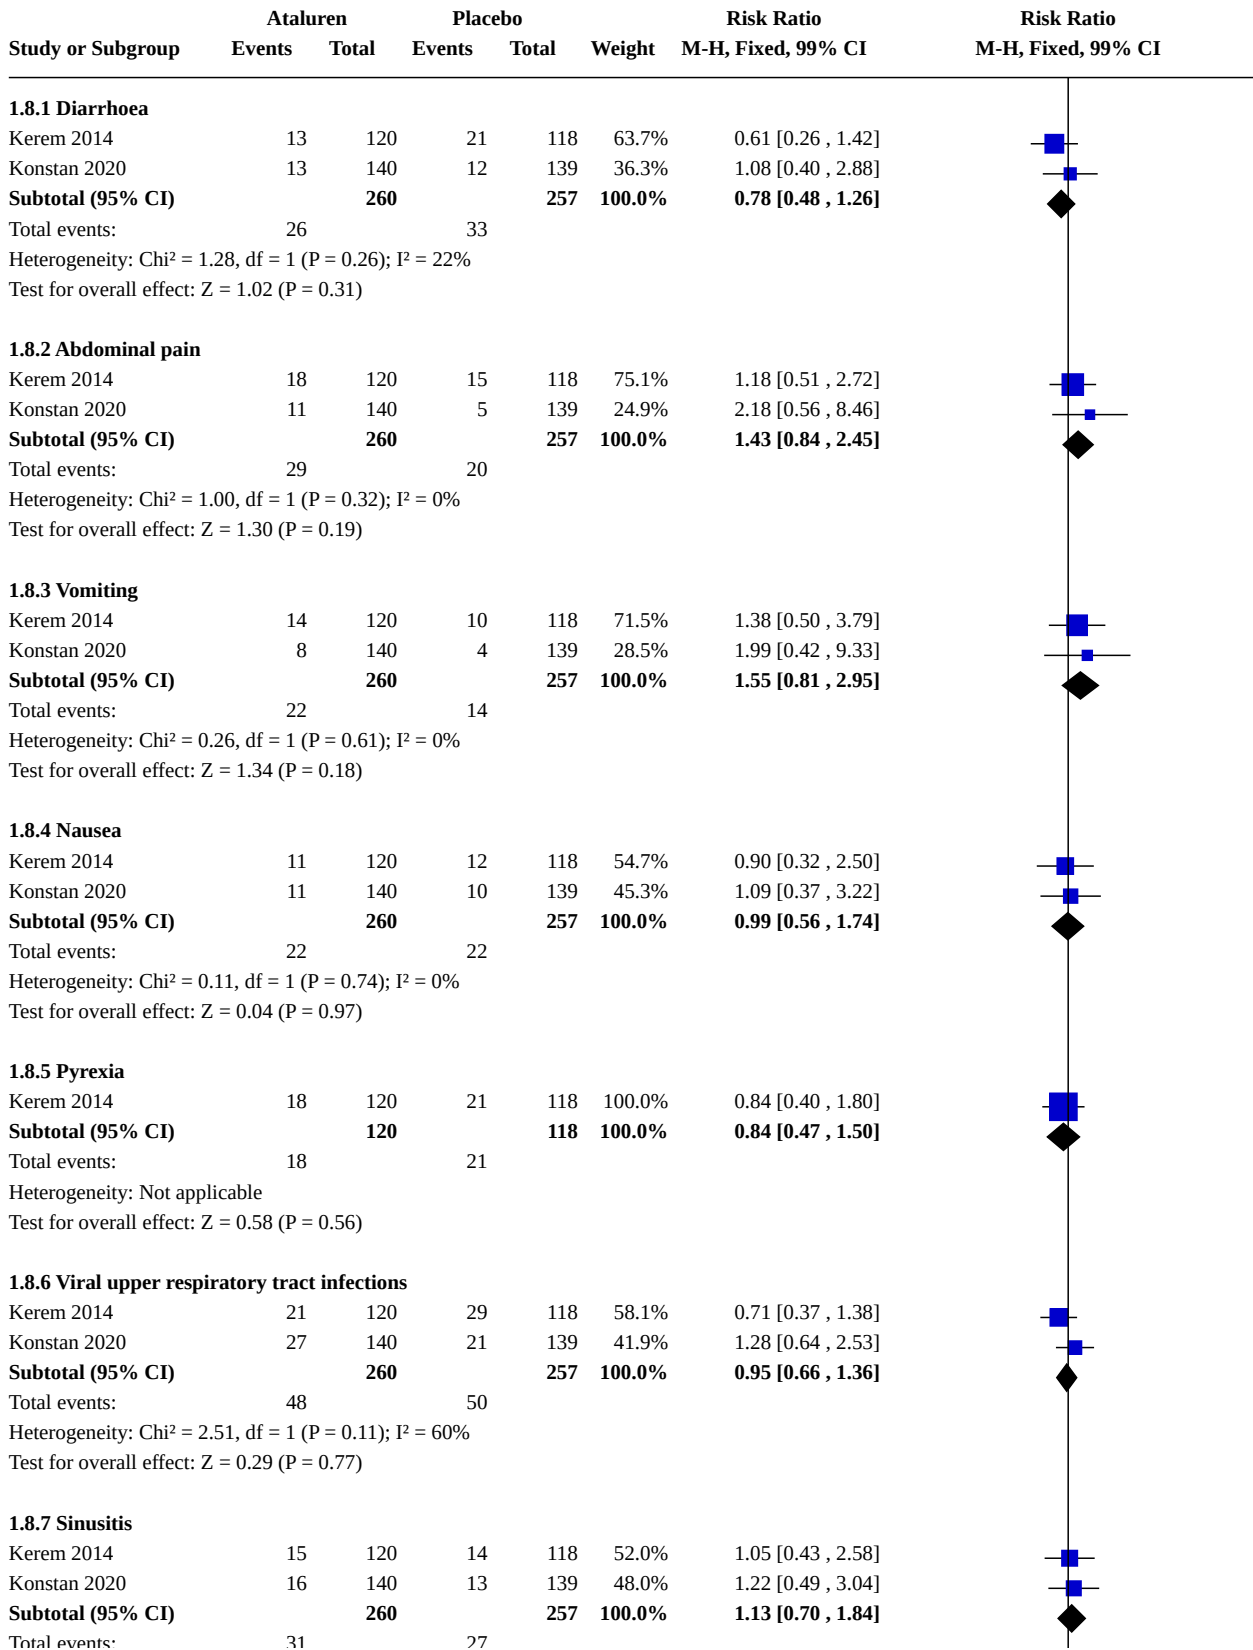 Ataluren Placebo Risk Ratio Risk Ratio
Study or Subgroup Events Total Events Total Weight M-H, Fixed, 99% CI M-H, Fixed, 99% CI
1.8.1 Diarrhoea
Kerem 2014 13 120 21 118 63.7% 0.61 [0.26 , 1.42]
Konstan 2020 13 140 12 139 36.3% 1.08 [0.40 , 2.88]
Subtotal (95% CI) 260 257 100.0% 0.78 [0.48 , 1.26]
Total events: 26 33
Heterogeneity: Chi² = 1.28, df = 1 (P = 0.26); I² = 22%
Test for overall effect: Z = 1.02 (P = 0.31)
1.8.2 Abdominal pain
Kerem 2014 18 120 15 118 75.1% 1.18 [0.51 , 2.72]
Konstan 2020 11 140 5 139 24.9% 2.18 [0.56 , 8.46]
Subtotal (95% CI) 260 257 100.0% 1.43 [0.84 , 2.45]
Total events: 29 20
Heterogeneity: Chi² = 1.00, df = 1 (P = 0.32); I² = 0%
Test for overall effect: Z = 1.30 (P = 0.19)
1.8.3 Vomiting
Kerem 2014 14 120 10 118 71.5% 1.38 [0.50 , 3.79]
Konstan 2020 8 140 4 139 28.5% 1.99 [0.42 , 9.33]
Subtotal (95% CI) 260 257 100.0% 1.55 [0.81 , 2.95]
Total events: 22 14
Heterogeneity: Chi² = 0.26, df = 1 (P = 0.61); I² = 0%
Test for overall effect: Z = 1.34 (P = 0.18)
1.8.4 Nausea
Kerem 2014 11 120 12 118 54.7% 0.90 [0.32 , 2.50]
Konstan 2020 11 140 10 139 45.3% 1.09 [0.37 , 3.22]
Subtotal (95% CI) 260 257 100.0% 0.99 [0.56 , 1.74]
Total events: 22 22
Heterogeneity: Chi² = 0.11, df = 1 (P = 0.74); I² = 0%
Test for overall effect: Z = 0.04 (P = 0.97)
1.8.5 Pyrexia
Kerem 2014 18 120 21 118 100.0% 0.84 [0.40 , 1.80]
Subtotal (95% CI) 120 118 100.0% 0.84 [0.47 , 1.50]
Total events: 18 21
Heterogeneity: Not applicable
Test for overall effect: Z = 0.58 (P = 0.56)
1.8.6 Viral upper respiratory tract infections
Kerem 2014 21 120 29 118 58.1% 0.71 [0.37 , 1.38]
Konstan 2020 27 140 21 139 41.9% 1.28 [0.64 , 2.53]
Subtotal (95% CI) 260 257 100.0% 0.95 [0.66 , 1.36]
Total events: 48 50
Heterogeneity: Chi² = 2.51, df = 1 (P = 0.11); I² = 60%
Test for overall effect: Z = 0.29 (P = 0.77)
1.8.7 Sinusitis
Kerem 2014 15 120 14 118 52.0% 1.05 [0.43 , 2.58]
Konstan 2020 16 140 13 139 48.0% 1.22 [0.49 , 3.04]
Subtotal (95% CI) 260 257 100.0% 1.13 [0.70 , 1.84]
Total events: 31 27